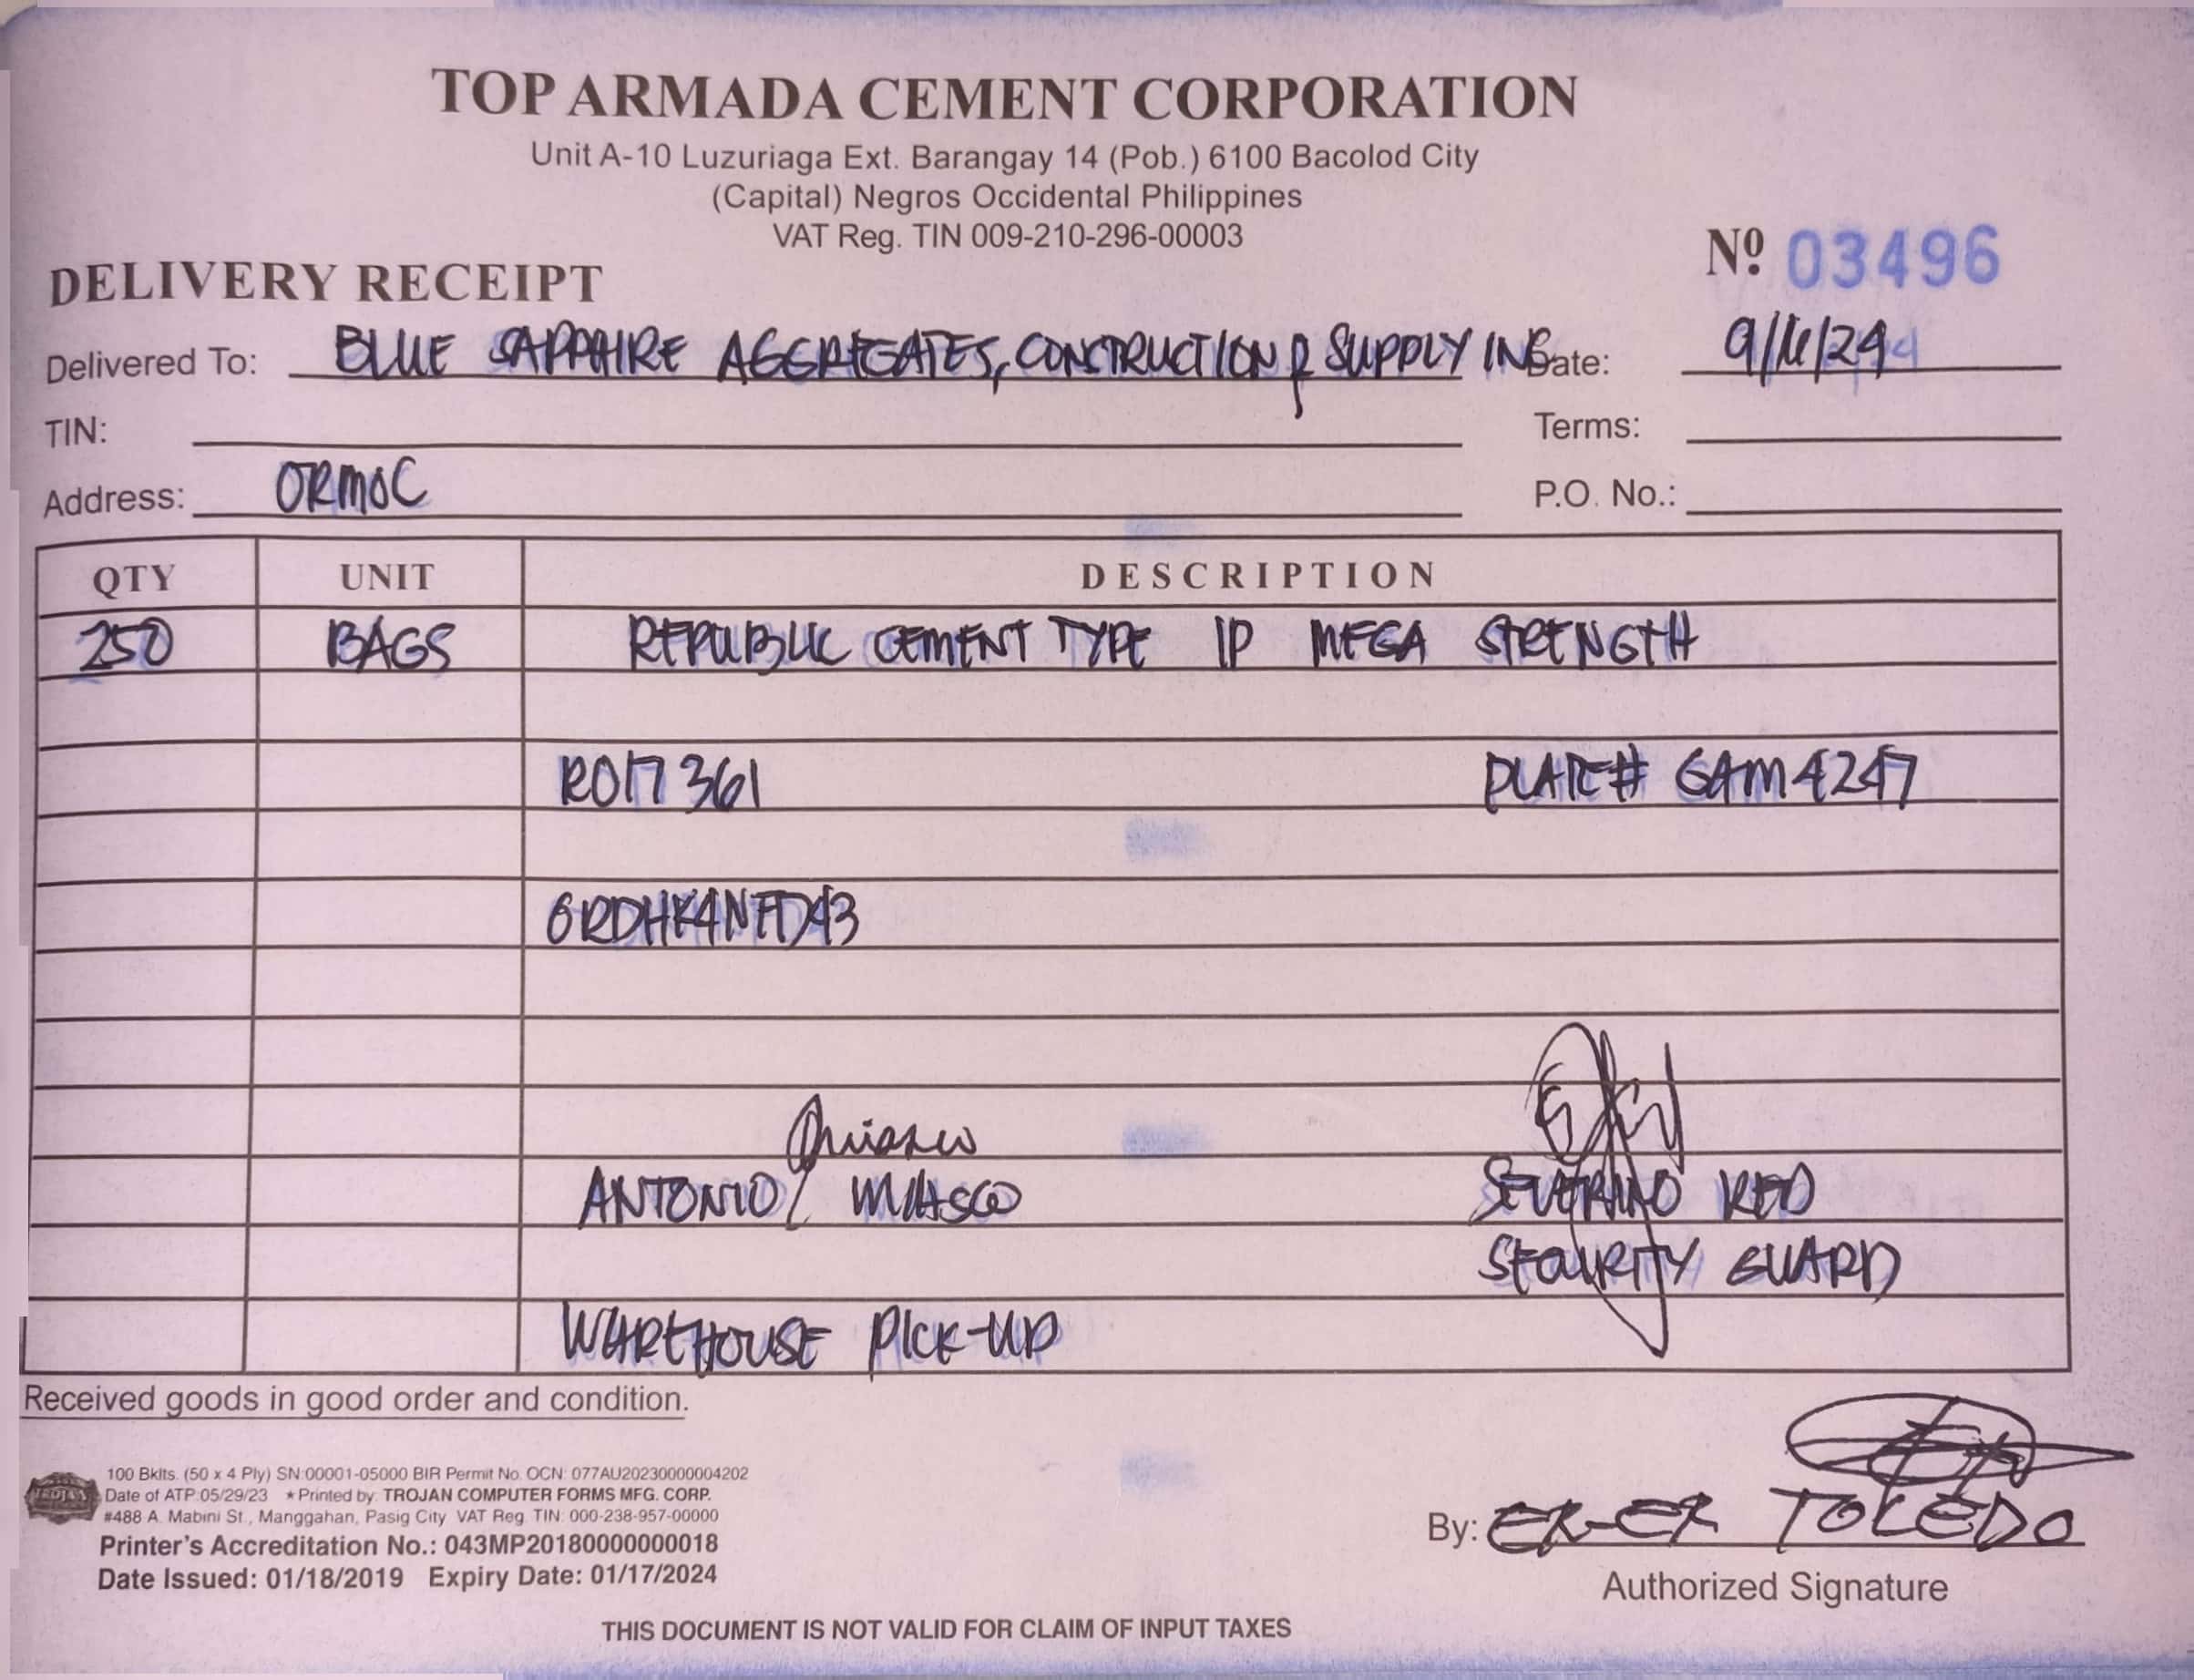 TOP ARMADA CEMENT CORPORATION
Unit A-10 Luzuriaga Ext. Barangay 14 (Pob.) 6100 Bacolod City
(Capital) Negros Occidental Philippines
VAT Reg. TIN 009-210-296-00003
Nº 03496
DELIVERY RECEIPT
Delivered To: BLUE SAPPHIRE AGGREGATES, CONSTRUCTION & SUPPLY INC Date:
TIN: Terms:
Address: ORMOC P.O. No.:
QTY UNIT DESCRIPTION
250 BAGS REPUBLIC CEMENT TYPE IP MEGA STRENGTH
RO17361 PLATE# GAM4247
6RDHK4NFD43
ANTONIO
SEVERINO
SECURITY GUARD
WAREHOUSE PICK-UP
Received goods in good order and condition.
100 Bklts. (50 x 4 Ply) SN:00001-05000 BIR Permit No. OCN: 077AU20230000004202
Date of ATP:05/29/23 ★Printed by: TROJAN COMPUTER FORMS MFG. CORP.
#488 A. Mabini St., Manggahan, Pasig City VAT Reg. TIN: 000-238-957-00000
Printer's Accreditation No.: 043MP20180000000018
Date Issued: 01/18/2019 Expiry Date: 01/17/2024
TROJAN
By: ER-ER TOLEDO
Authorized Signature
THIS DOCUMENT IS NOT VALID FOR CLAIM OF INPUT TAXES